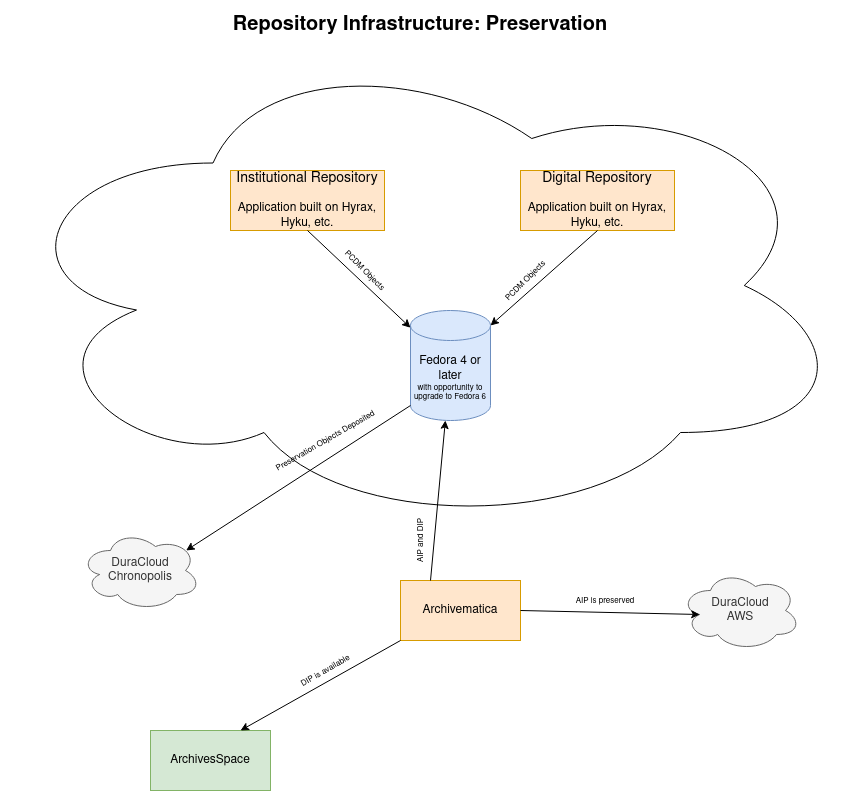 Repository Infrastructure: Preservation
Institutional Repository
Application built on Hyrax,
Hyku, etc.
Digital Repository
Application built on Hyrax,
Hyku, etc.
PCDM Objects
PCDM Objects
Fedora 4 or
later
with opportunity to
upgrade to Fedora 6
Preservation Objects Deposited
AIP and DIP
DuraCloud
Chronopolis
Archivematica
AIP is preserved
DuraCloud
AWS
DIP is available
ArchivesSpace